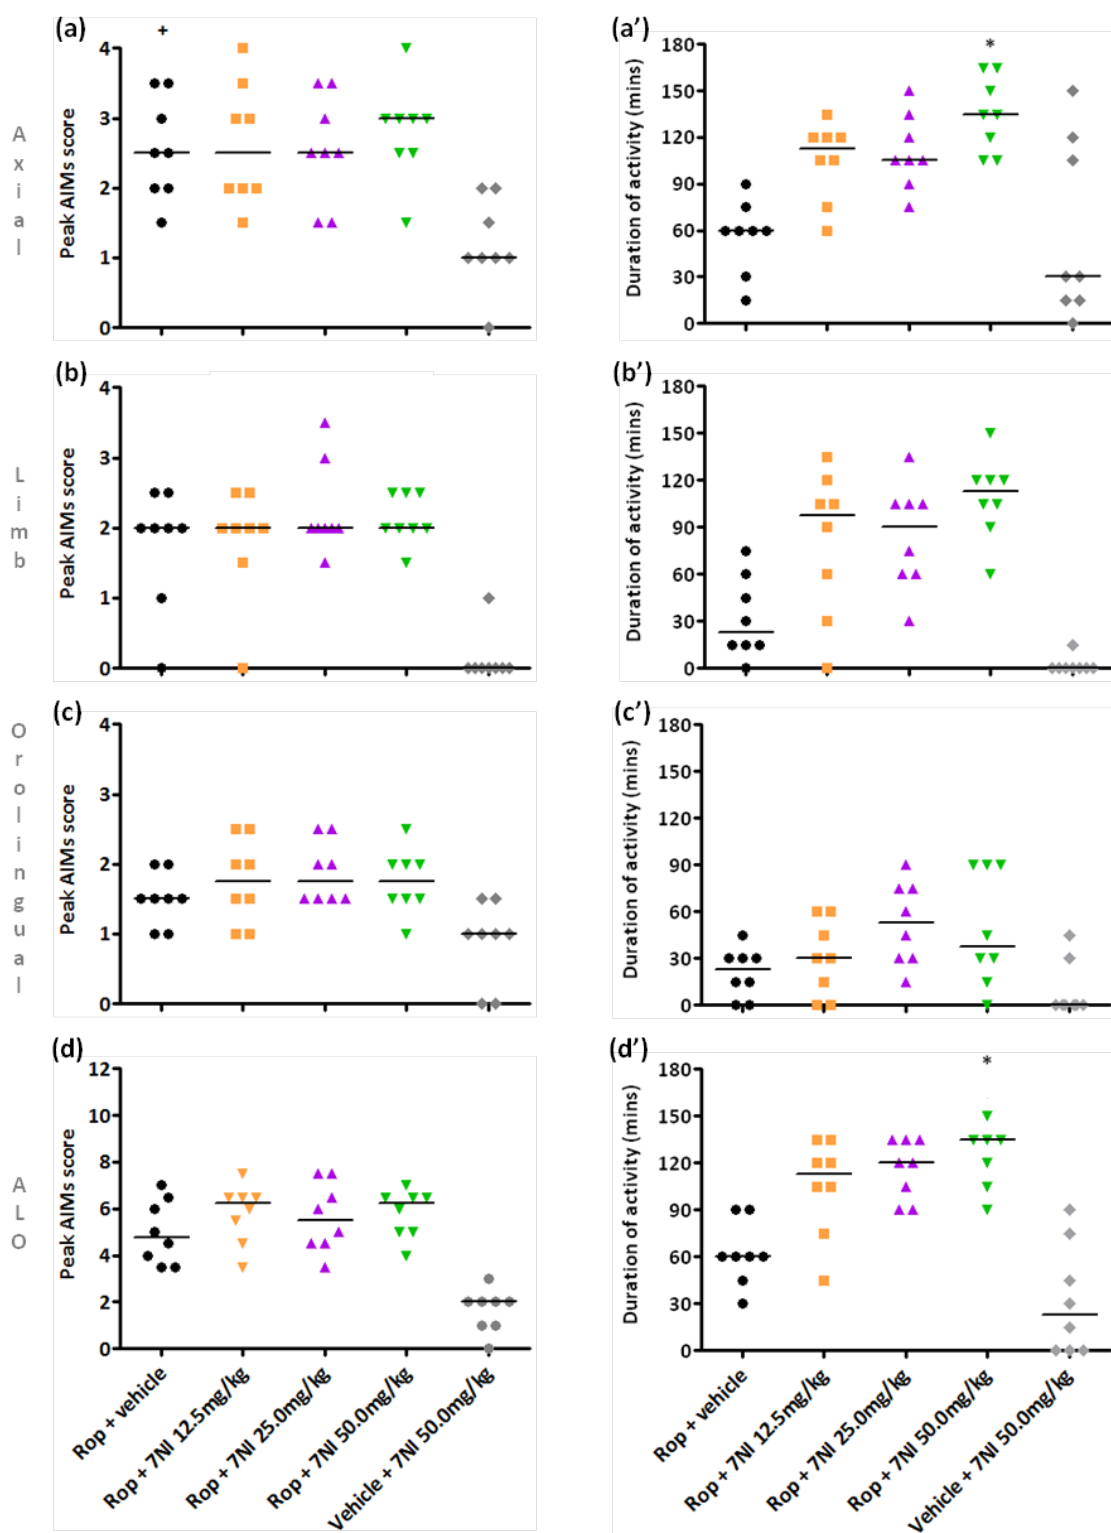 (a)
+
Axial
Peak AIMs score
4
3
2
1
0
(a')
*
Duration of activity (mins)
180
150
120
90
60
30
0
(b)
Limb
Peak AIMs score
4
3
2
1
0
(b')
Duration of activity (mins)
180
150
120
90
60
30
0
(c)
Orolingual
Peak AIMs score
4
3
2
1
0
(c')
Duration of activity (mins)
180
150
120
90
60
30
0
(d)
ALO
Peak AIMs score
12
10
8
6
4
2
0
Rop + vehicle
Rop + 7NI 12.5mg/kg
Rop + 7NI 25.0mg/kg
Rop + 7NI 50.0mg/kg
Vehicle + 7NI 50.0mg/kg
(d')
*
Duration of activity (mins)
180
150
120
90
60
30
0
Rop + vehicle
Rop + 7NI 12.5mg/kg
Rop + 7NI 25.0mg/kg
Rop + 7NI 50.0mg/kg
Vehicle + 7NI 50.0mg/kg